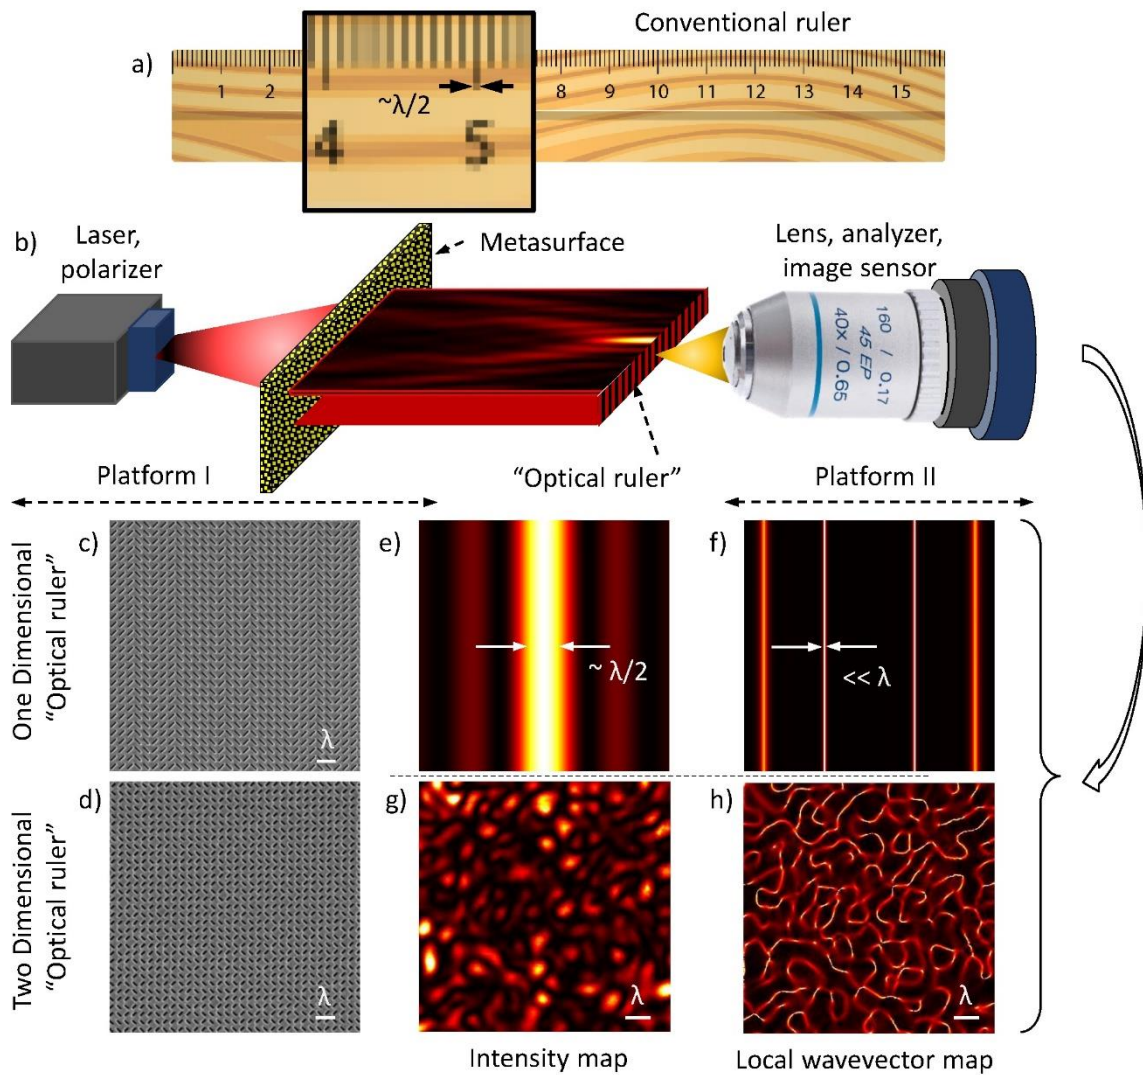 Conventional ruler
a)
1 2
8 9 10 11 12 13 14 15
~λ/2
4 5
b)
Laser,
polarizer
Metasurface
Lens, analyzer,
image sensor
160 / 0.17
45 EP
40x / 0.65
"Optical ruler"
Platform I
Platform II
One Dimensional
"Optical ruler"
c)
λ
e)
~ λ/2
f)
<< λ
Two Dimensional
"Optical ruler"
d)
λ
g)
λ
h)
λ
Intensity map
Local wavevector map